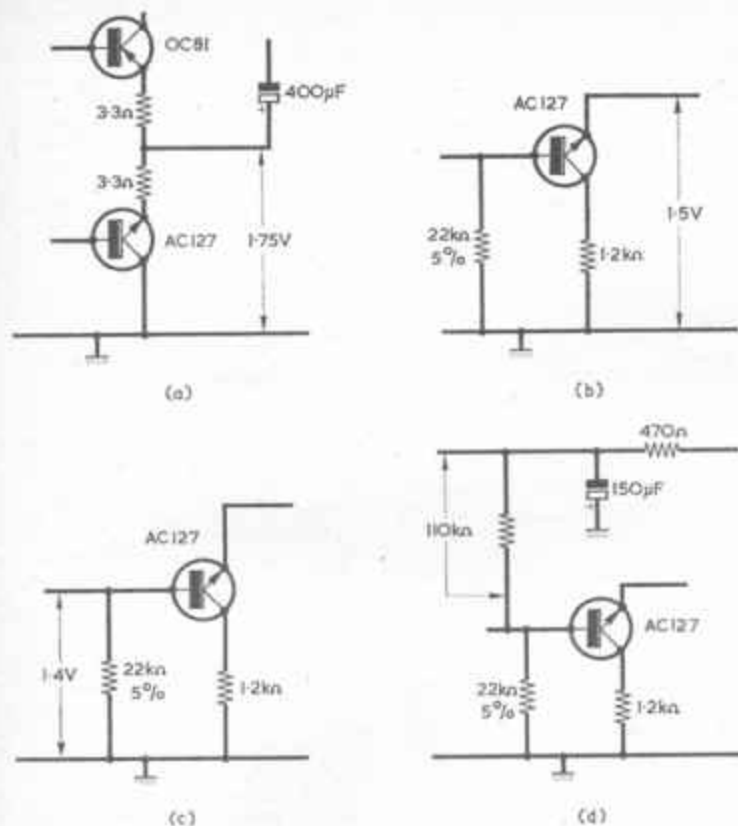 OC81
400µF
3·3Ω
3·3Ω
AC127
1·75V
(a)
AC127
22kΩ
5%
1·2kΩ
1·5V
(b)
AC127
1·4V
22kΩ
5%
1·2kΩ
(c)
470Ω
150µF
110kΩ
AC127
22kΩ
5%
1·2kΩ
(d)